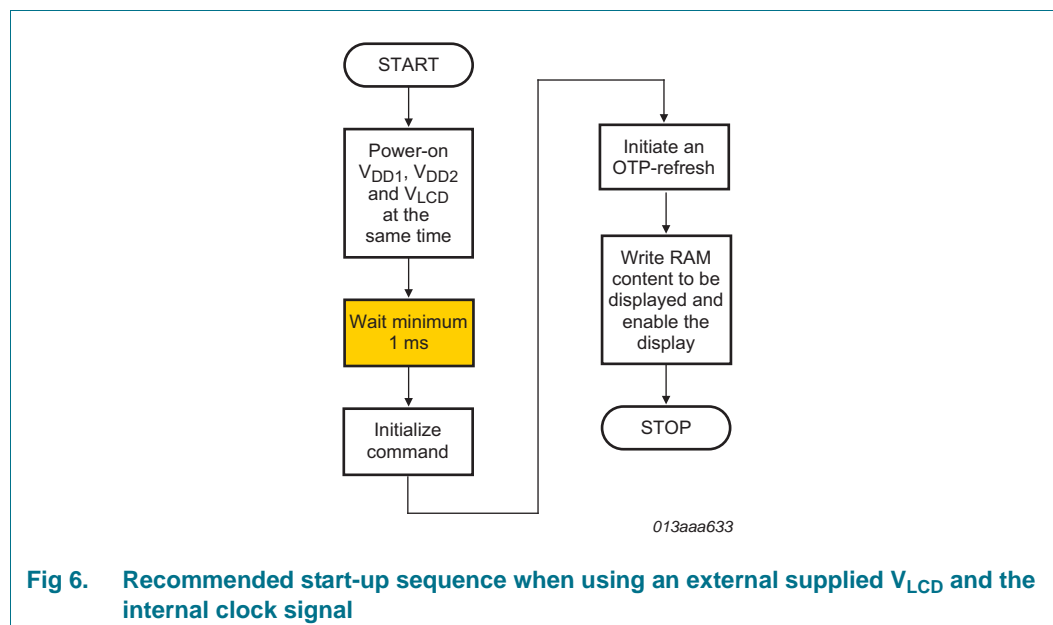 START
Power-on
VDD1, VDD2
and VLCD
at the
same time
Wait minimum
1 ms
Initialize
command
Initiate an
OTP-refresh
Write RAM
content to be
displayed and
enable the
display
STOP
013aaa633
Fig 6. Recommended start-up sequence when using an external supplied VLCD and the
internal clock signal